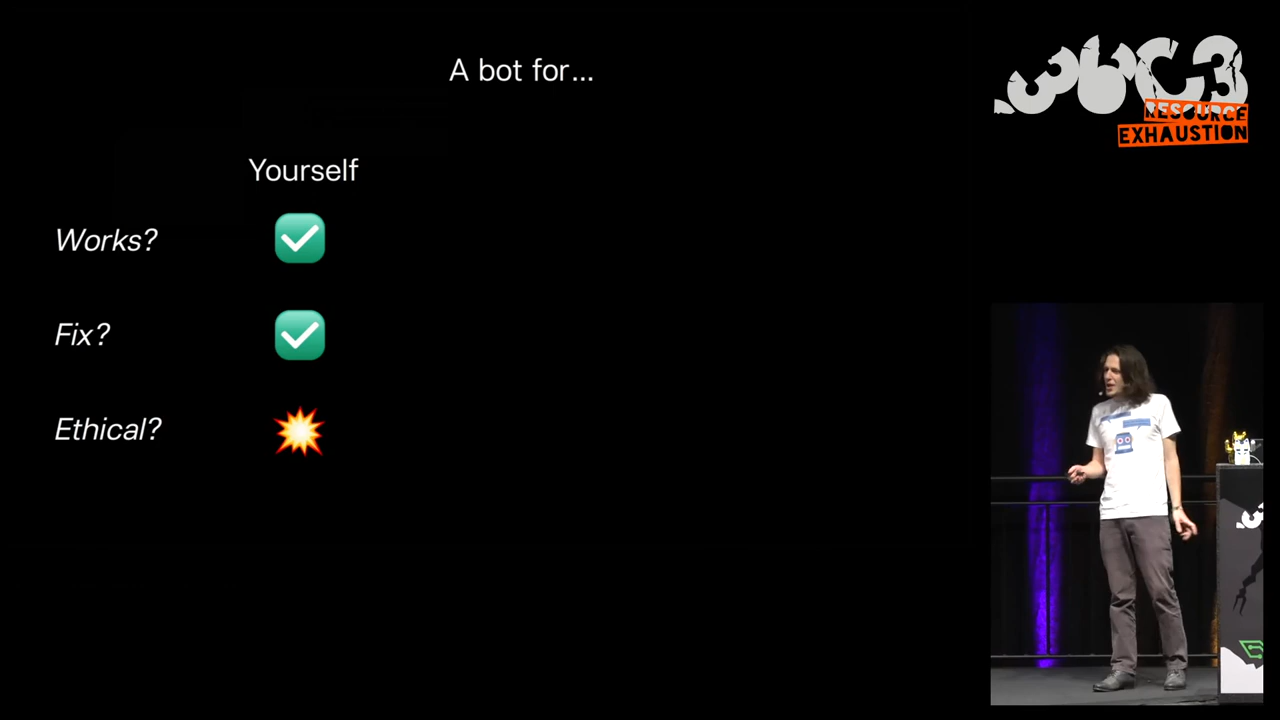 A bot for...
36C3
RESOURCE
EXHAUSTION
Yourself
Works?
Fix?
Ethical?